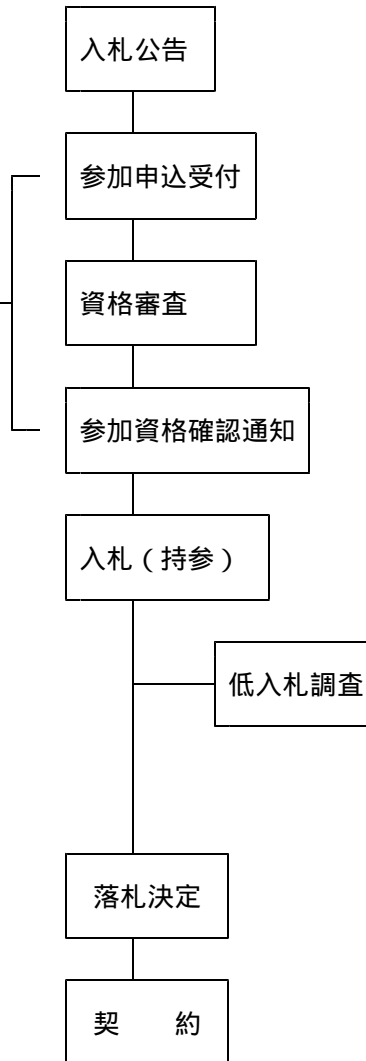 入札公告
参加申込受付
資格審査
参加資格確認通知
入札（持参）
低入札調査
落札決定
契　　約